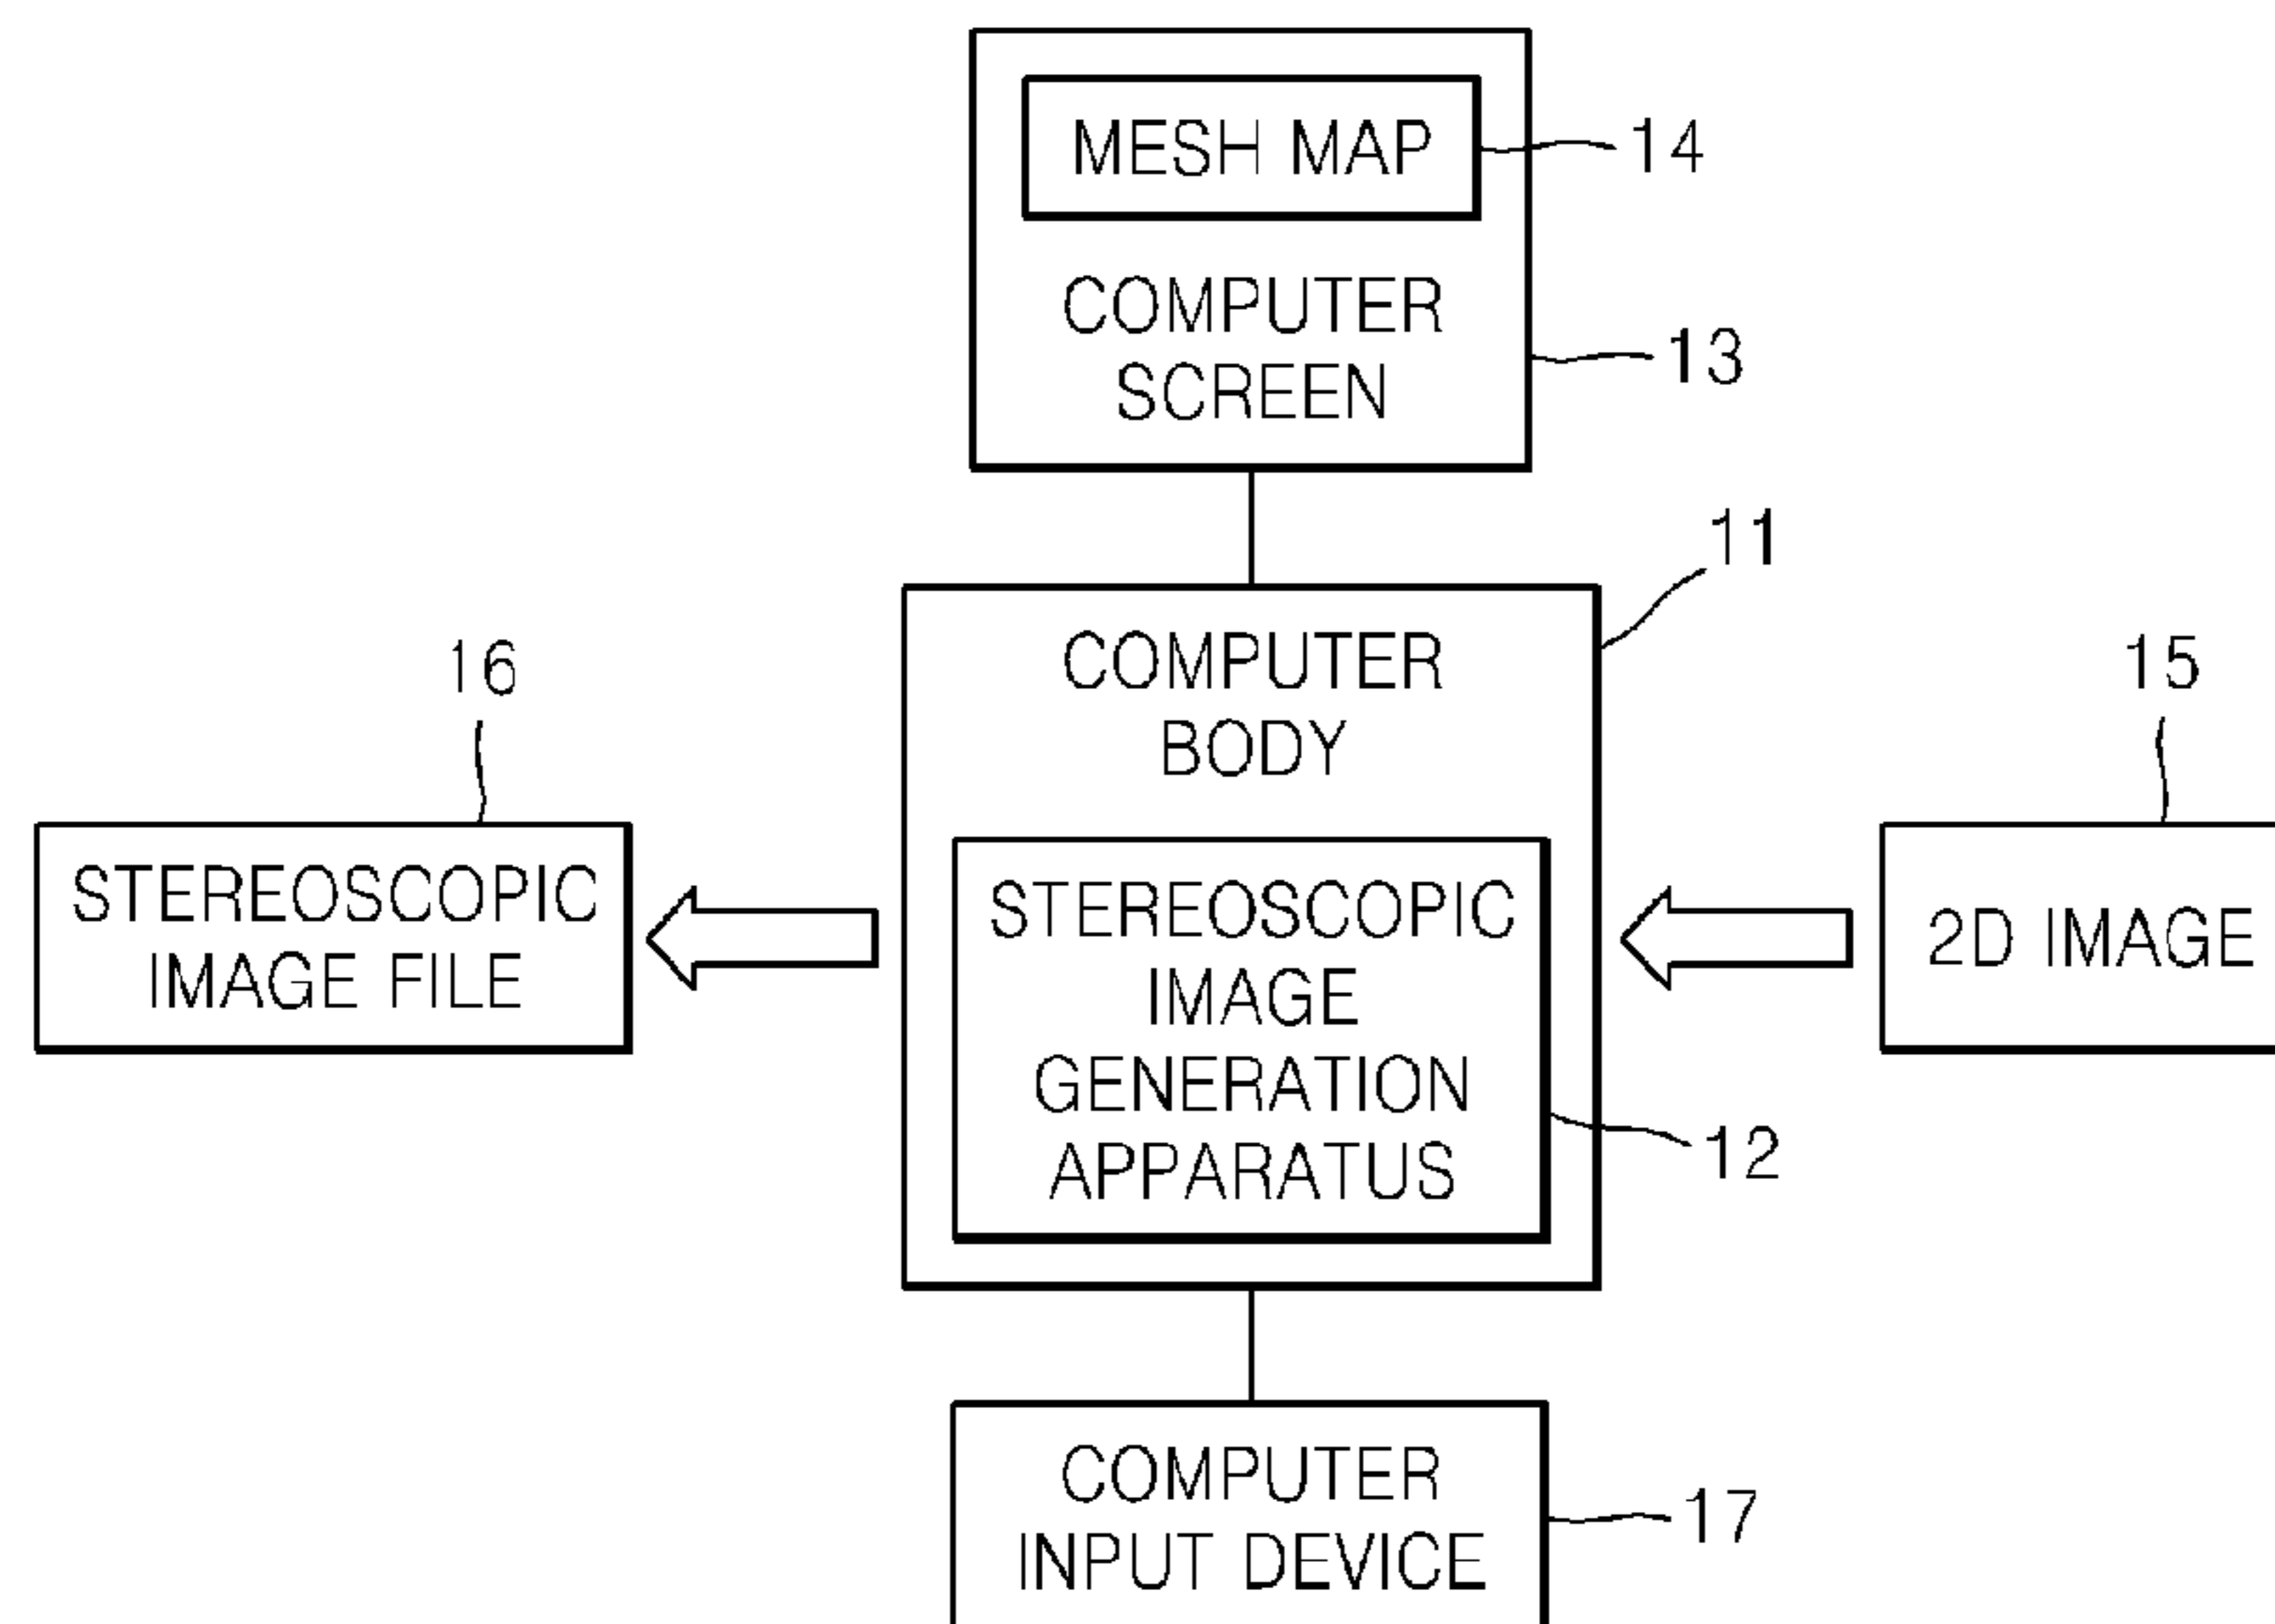 MESH MAP
14
COMPUTER
SCREEN
13
11
COMPUTER
BODY
16
15
STEREOSCOPIC
IMAGE FILE
STEREOSCOPIC
IMAGE
GENERATION
APPARATUS
2D IMAGE
12
COMPUTER
INPUT DEVICE
17